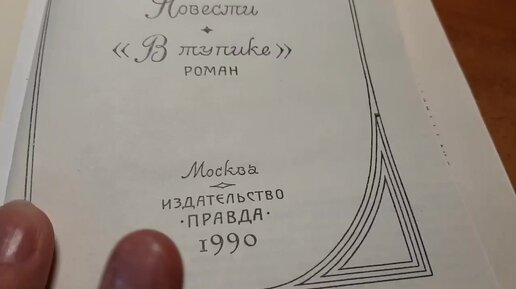 Повести
« В тупике »
РОМАН
Москва
ИЗДАТЕЛЬСТВО
·ПРАВДА·
1990